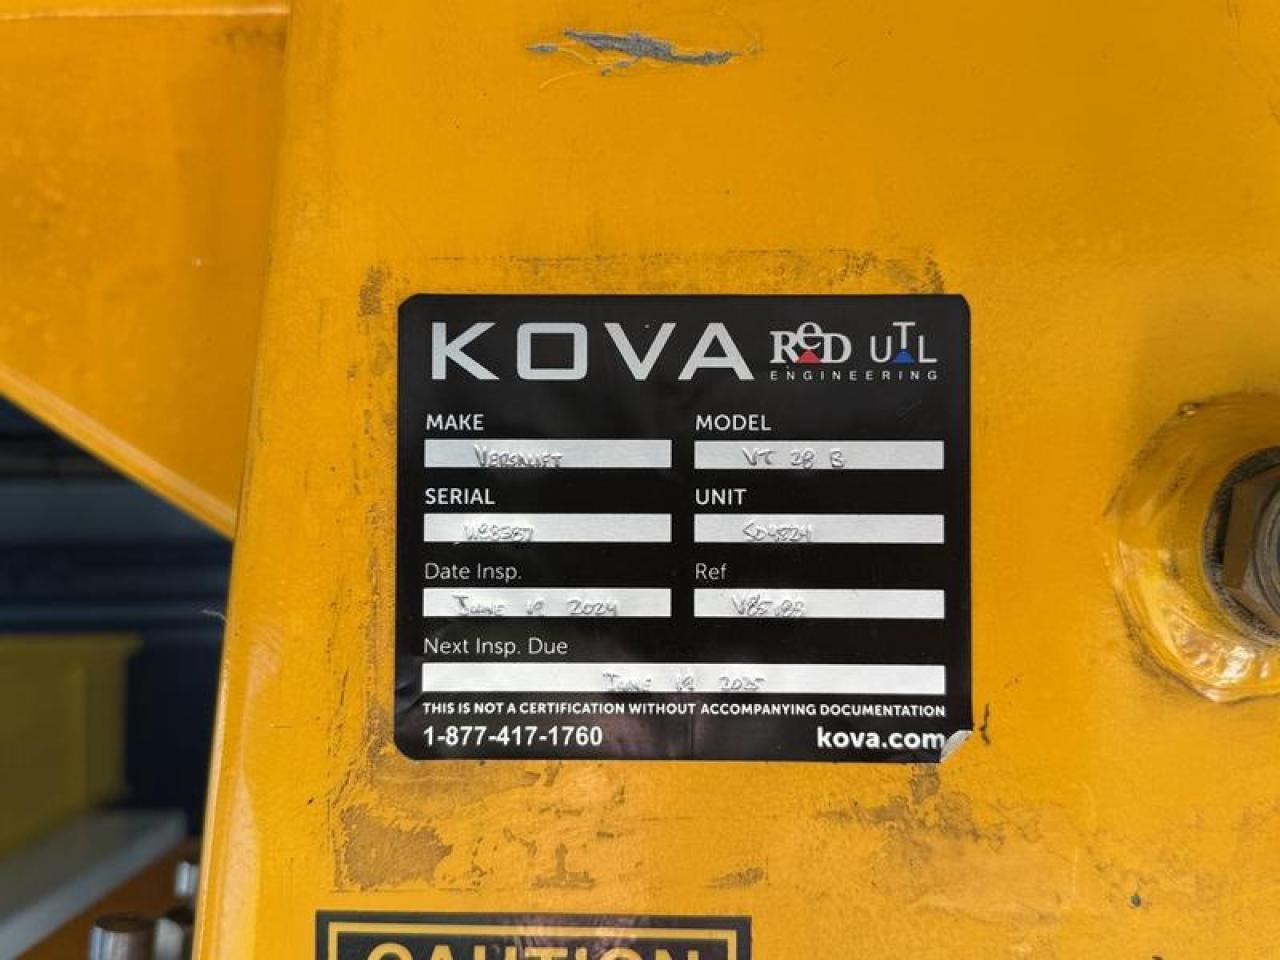 KOVA ReD UTL
ENGINEERING
MAKE MODEL
VERSALIFT VT 28 B
SERIAL UNIT
Date Insp. Ref
JUNE 19 2024
Next Insp. Due
JUNE 19 2025
THIS IS NOT A CERTIFICATION WITHOUT ACCOMPANYING DOCUMENTATION
1-877-417-1760 kova.com
CAUTION